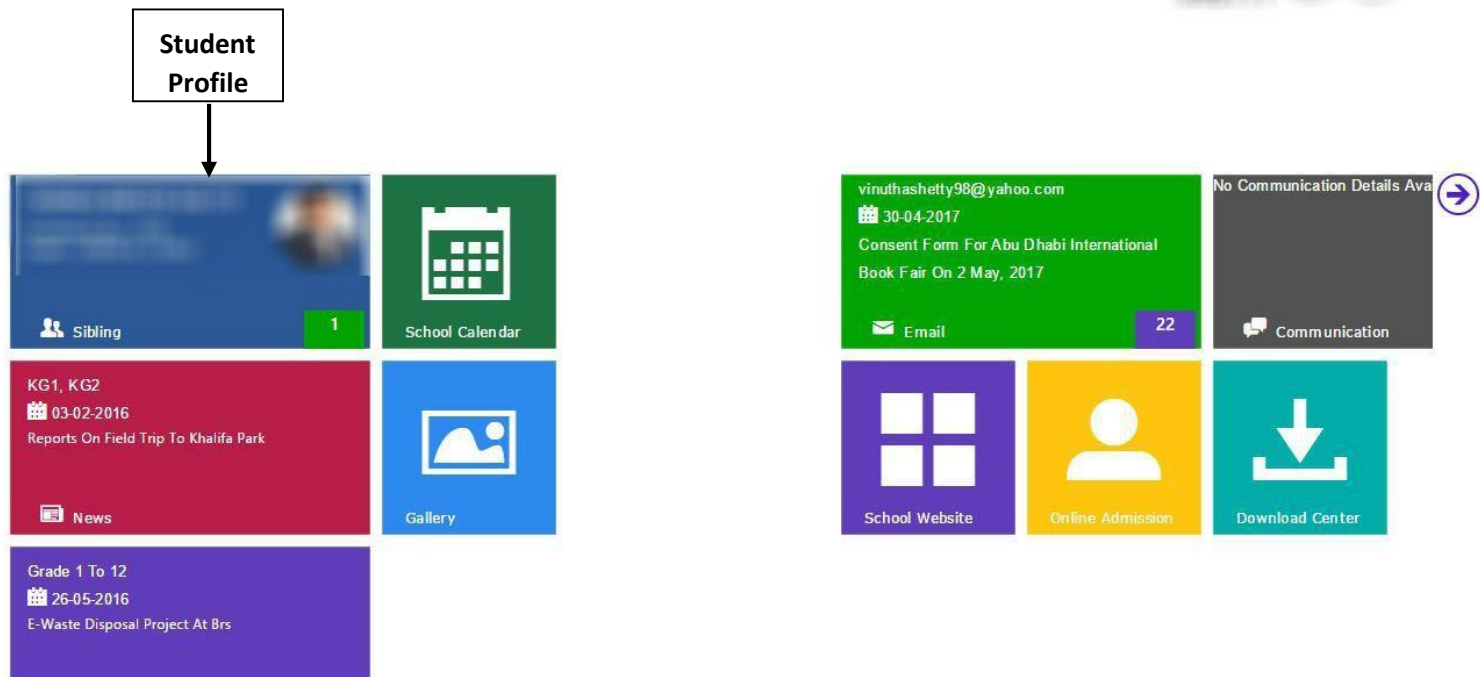 Student
Profile
Sibling
1
School Calendar
KG1, KG2
03-02-2016
Reports On Field Trip To Khalifa Park
News
Gallery
Grade 1 To 12
26-05-2016
E-Waste Disposal Project At Brs
vinuthashetty98@yahoo.com
30-04-2017
Consent Form For Abu Dhabi International
Book Fair On 2 May, 2017
Email
22
No Communication Details Ava
Communication
School Website
Online Admission
Download Center